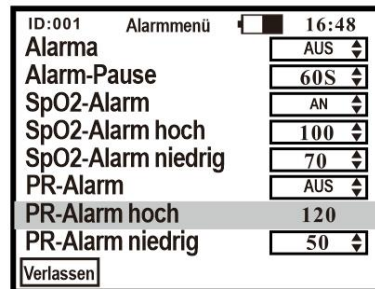 ID:001 Alarmmenü 16:48
Alarma AUS
Alarm-Pause 60S
SpO2-Alarm AN
SpO2-Alarm hoch 100
SpO2-Alarm niedrig 70
PR-Alarm AUS
PR-Alarm hoch 120
PR-Alarm niedrig 50
Verlassen